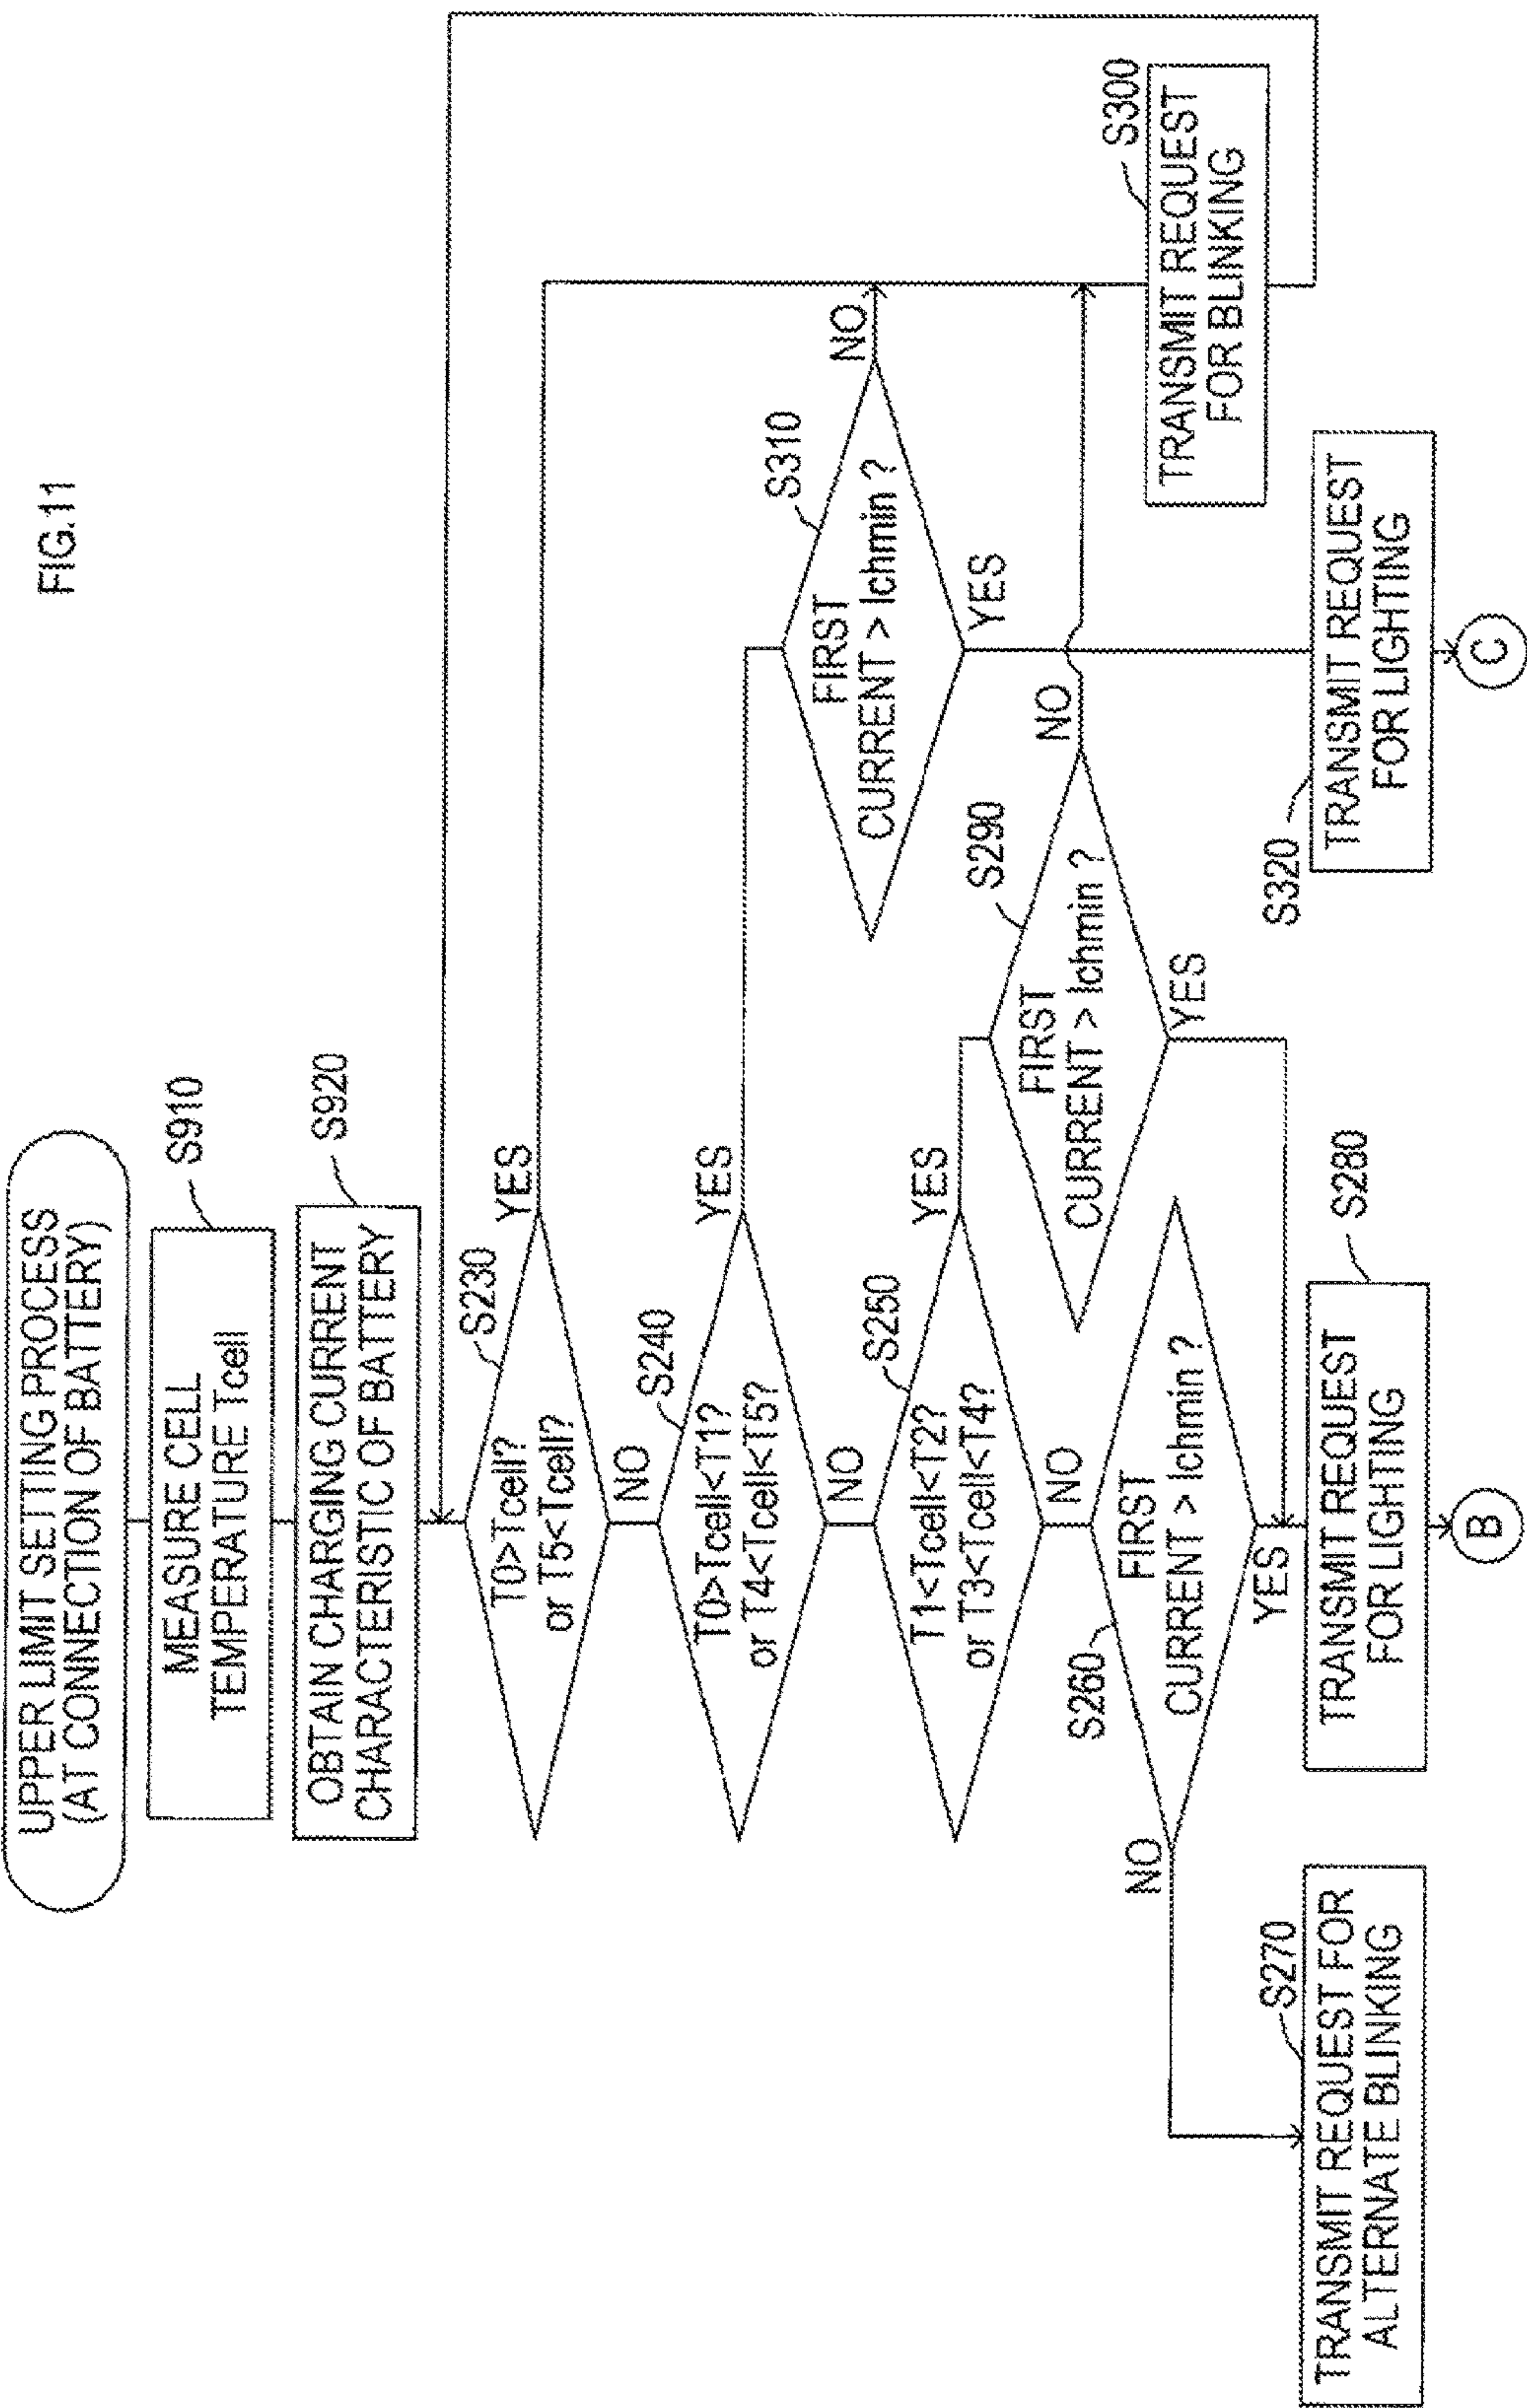 FIG.11
UPPER LIMIT SETTING PROCESS
(AT CONNECTION OF BATTERY)
S910
MEASURE CELL
TEMPERATURE Tcell
S920
OBTAIN CHARGING CURRENT
CHARACTERISTIC OF BATTERY
S230
T0>Tcell?
or T5<Tcell?
YES
NO
S240
T0>Tcell<T1?
or T4<Tcell<T5?
YES
NO
S250
T1<Tcell<T2?
or T3<Tcell<T4?
YES
NO
S260
FIRST
CURRENT > Ichmin ?
NO
YES
S270
TRANSMIT REQUEST FOR
ALTERNATE BLINKING
S280
TRANSMIT REQUEST
FOR LIGHTING
B
S290
FIRST
CURRENT > Ichmin ?
NO
YES
S310
FIRST
CURRENT > Ichmin ?
NO
YES
S300
TRANSMIT REQUEST
FOR BLINKING
S320
TRANSMIT REQUEST
FOR LIGHTING
C